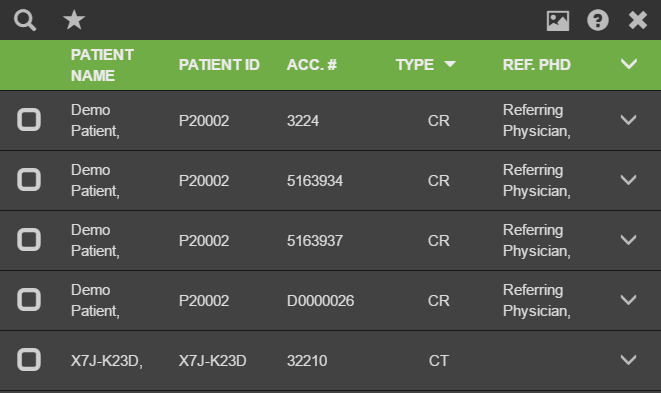 PATIENT NAME PATIENT ID ACC. # TYPE REF. PHD
Demo Patient, P20002 3224 CR Referring Physician,
Demo Patient, P20002 5163934 CR Referring Physician,
Demo Patient, P20002 5163937 CR Referring Physician,
Demo Patient, P20002 D0000026 CR Referring Physician,
X7J-K23D, X7J-K23D 32210 CT